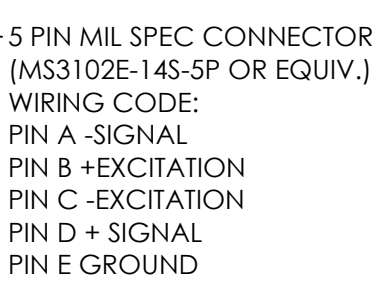 5 PIN MIL SPEC CONNECTOR
(MS3102E-14S-5P OR EQUIV.)
WIRING CODE:
PIN A -SIGNAL
PIN B +EXCITATION
PIN C -EXCITATION
PIN D + SIGNAL
PIN E GROUND